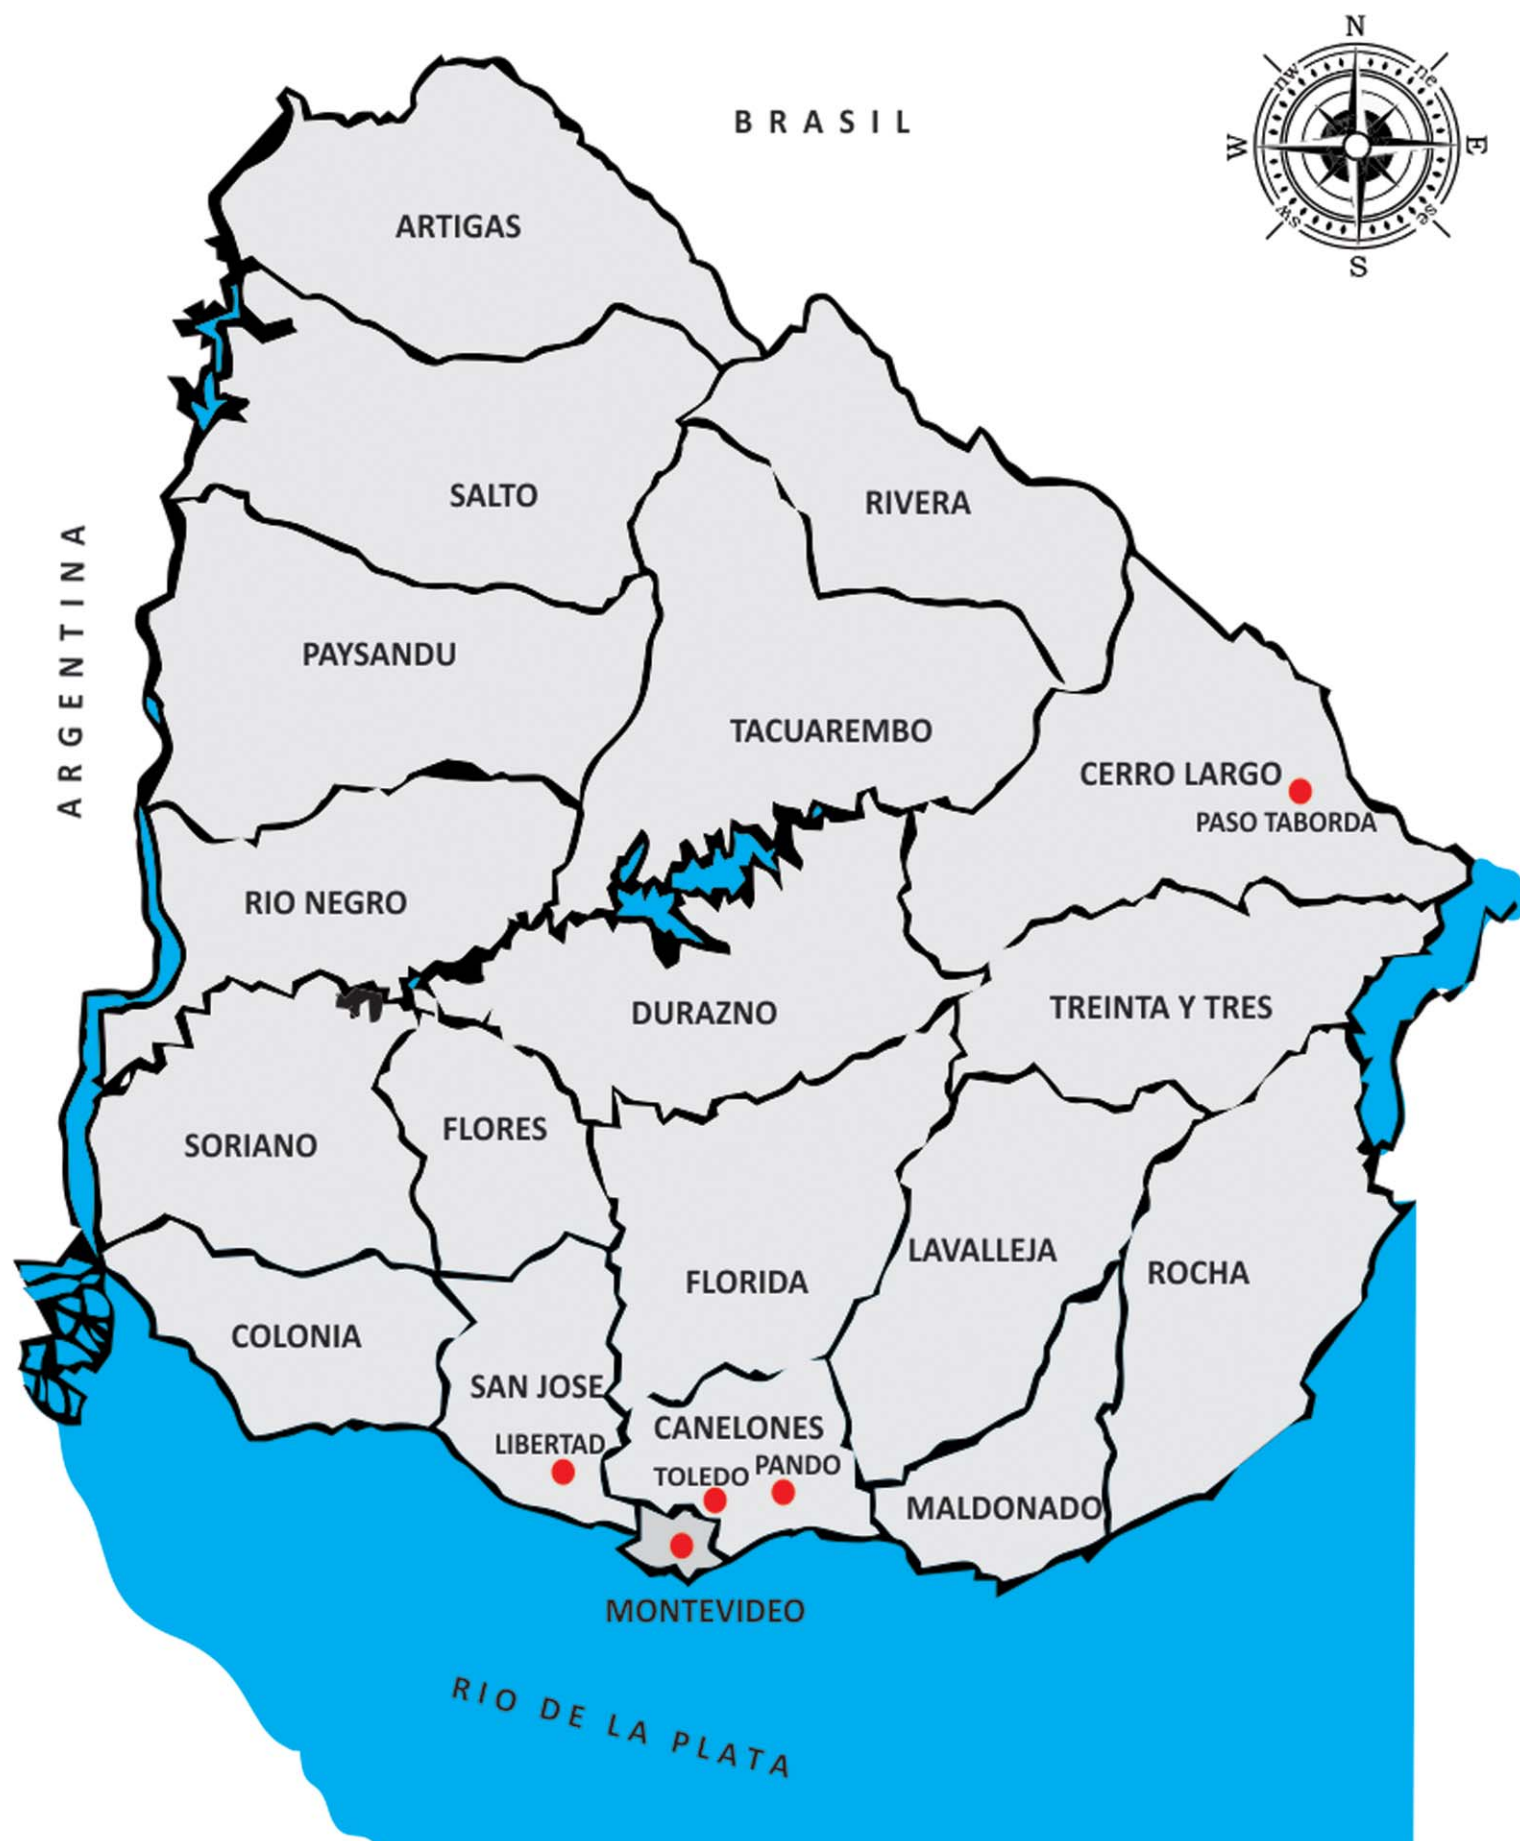 N
nw
ne
W
E
sw
se
S
BRASIL
ARTIGAS
SALTO
RIVERA
ARGENTINA
PAYSANDU
TACUAREMBO
CERRO LARGO
PASO TABORDA
RIO NEGRO
DURAZNO
TREINTA Y TRES
SORIANO
FLORES
LAVALLEJA
ROCHA
FLORIDA
COLONIA
SAN JOSE
LIBERTAD
CANELONES
TOLEDO
PANDO
MALDONADO
MONTEVIDEO
RIO DE LA PLATA